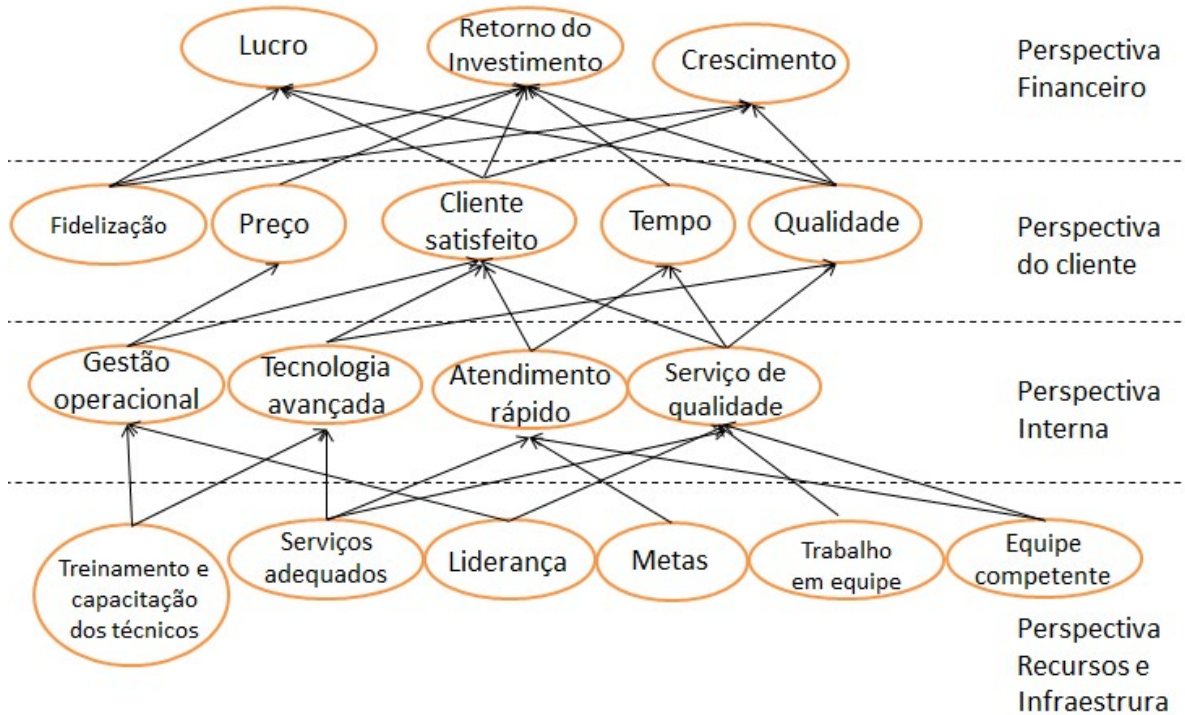 Lucro
Retorno do
Investimento
Crescimento
Perspectiva
Financeiro
Fidelização
Preço
Cliente
satisfeito
Tempo
Qualidade
Perspectiva
do cliente
Gestão
operacional
Tecnologia
avançada
Atendimento
rápido
Serviço de
qualidade
Perspectiva
Interna
Treinamento e
capacitação
dos técnicos
Serviços
adequados
Liderança
Metas
Trabalho
em equipe
Equipe
competente
Perspectiva
Recursos e
Infraestrura